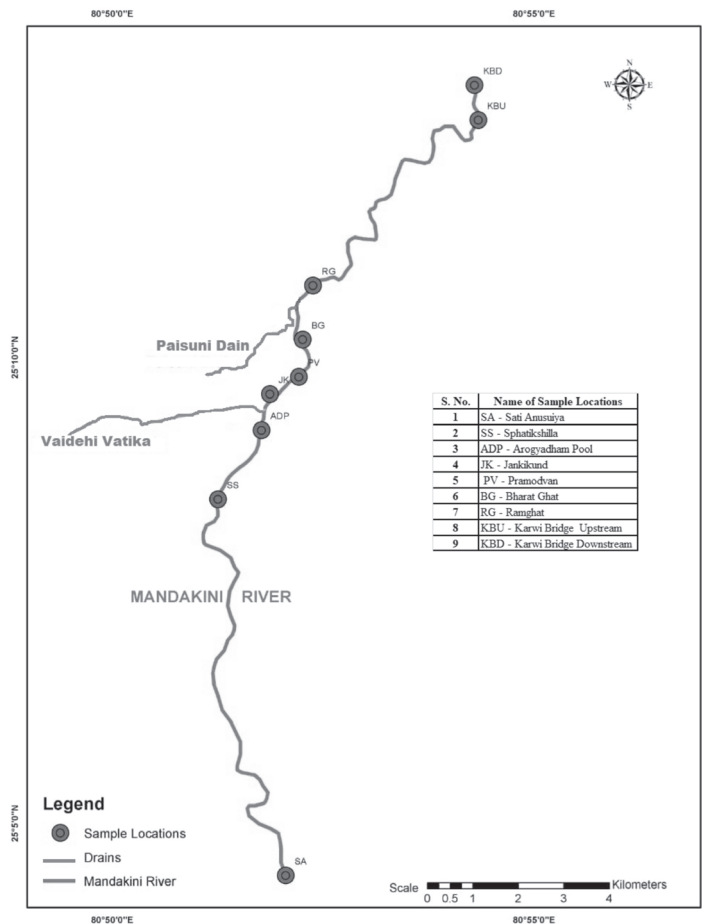 80°50'0"E 80°55'0"E
KBD
N
W E
S
KBU
RG
BG
Paisuni Dain
25°10'0"N
PV
JK
ADP
Vaidehi Vatika
S. No. Name of Sample Locations
1 SA - Sati Anusuiya
2 SS - Sphatikshilla
3 ADP - Arogyadham Pool
4 JK - Jankikund
5 PV - Pramodvan
6 BG - Bharat Ghat
7 RG - Ramghat
8 KBU - Karwi Bridge Upstream
9 KBD - Karwi Bridge Downstream
SS
MANDAKINI RIVER
25°5'0"N
Legend
Sample Locations
Drains
Mandakini River
SA
Scale
Kilometers
0 0.5 1 2 3 4
80°50'0"E 80°55'0"E